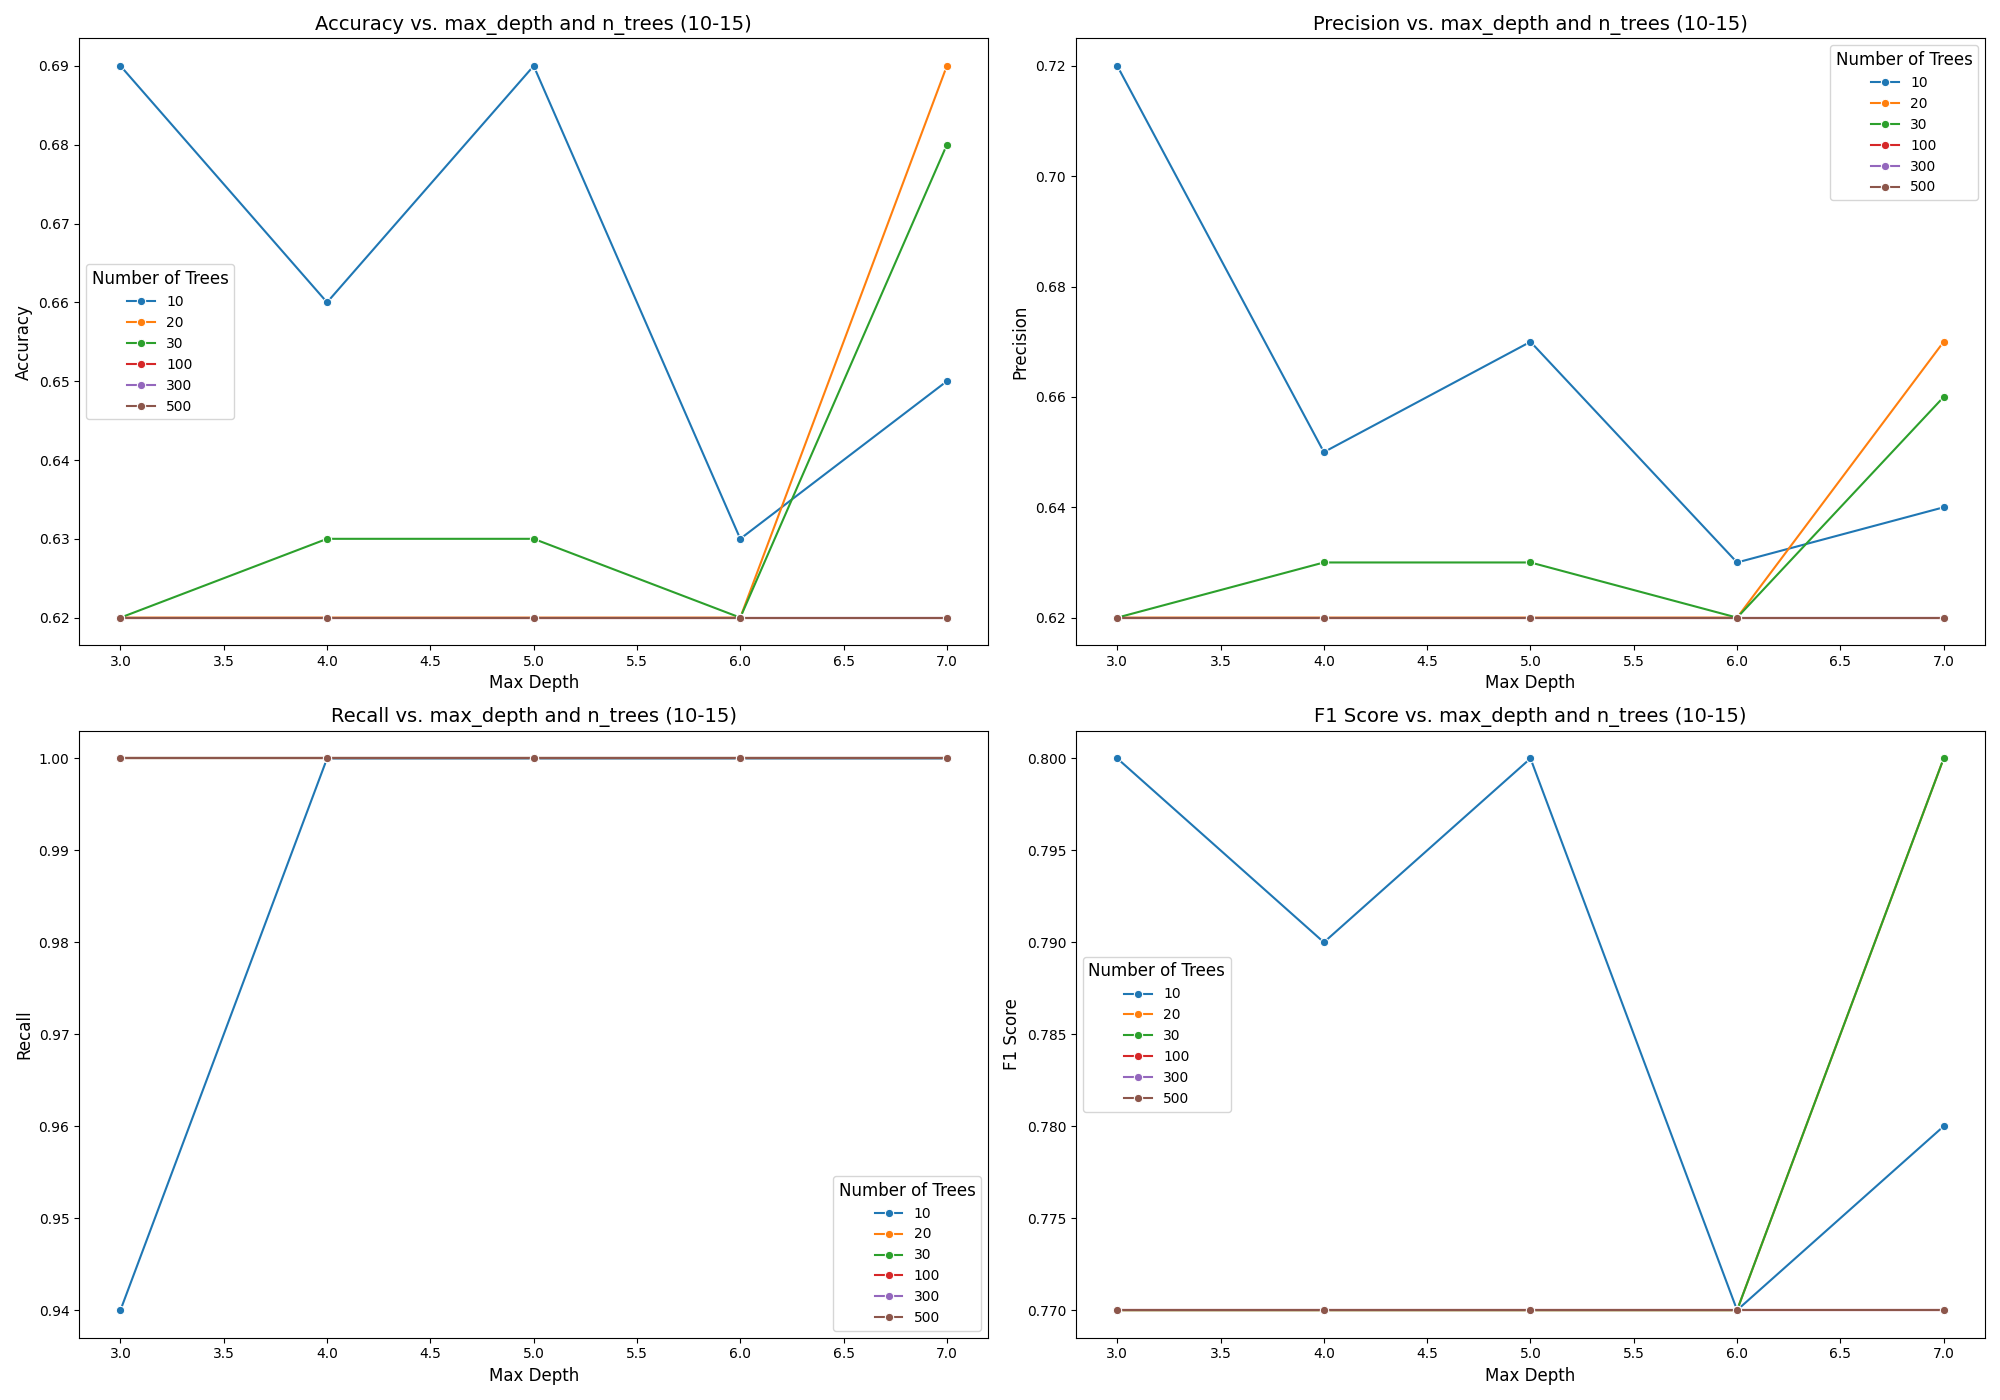 Accuracy vs. max_depth and n_trees (10-15)
0.69
0.68
0.67
0.66
0.65
0.64
0.63
0.62
Accuracy
Number of Trees
10
20
30
100
300
500
3.0 3.5 4.0 4.5 5.0 5.5 6.0 6.5 7.0
Max Depth
Precision vs. max_depth and n_trees (10-15)
0.72
0.70
0.68
0.66
0.64
0.62
Precision
Number of Trees
10
20
30
100
300
500
3.0 3.5 4.0 4.5 5.0 5.5 6.0 6.5 7.0
Max Depth
Recall vs. max_depth and n_trees (10-15)
1.00
0.99
0.98
0.97
0.96
0.95
0.94
Recall
Number of Trees
10
20
30
100
300
500
3.0 3.5 4.0 4.5 5.0 5.5 6.0 6.5 7.0
Max Depth
F1 Score vs. max_depth and n_trees (10-15)
0.800
0.795
0.790
0.785
0.780
0.775
0.770
F1 Score
Number of Trees
10
20
30
100
300
500
3.0 3.5 4.0 4.5 5.0 5.5 6.0 6.5 7.0
Max Depth